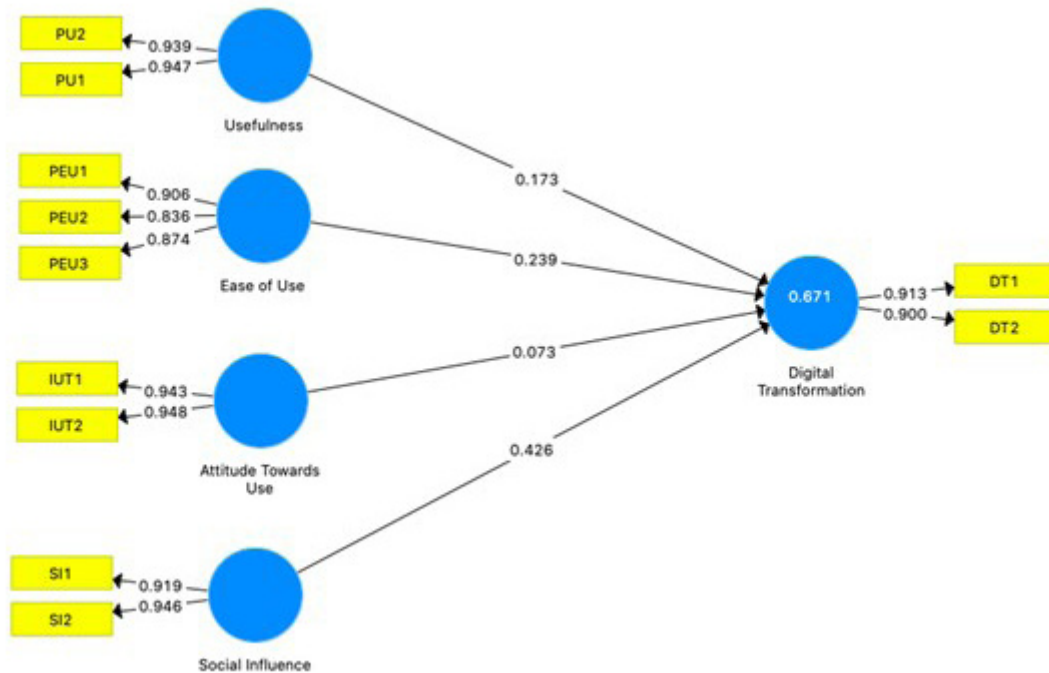 PU2
0.939
0.947
PU1
Usefulness
0.173
PEU1
0.906
PEU2
0.836
0.874
PEU3
Ease of Use
0.239
0.671
0.913
DT1
0.900
DT2
Digital
Transformation
IUT1
0.943
0.948
IUT2
0.073
Attitude Towards
Use
0.426
SI1
0.919
0.946
SI2
Social Influence